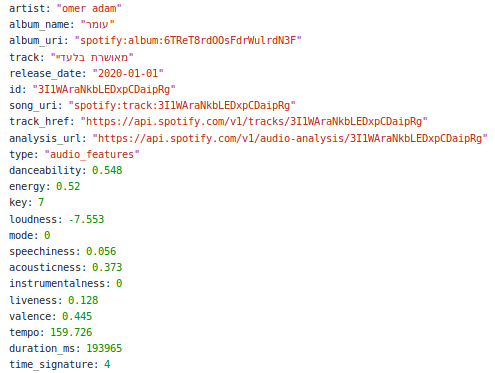 artist: "omer adam"
album_name: "עומר"
album_uri: "spotify:album:6TReT8rdOOsFdrWulrdN3F"
track: "מאושרת בלעדיי"
release_date: "2020-01-01"
id: "3I1WAraNkbLEDxpCDaipRg"
song_uri: "spotify:track:3I1WAraNkbLEDxpCDaipRg"
track_href: "https://api.spotify.com/v1/tracks/3I1WAraNkbLEDxpCDaipRg"
analysis_url: "https://api.spotify.com/v1/audio-analysis/3I1WAraNkbLEDxpCDaipRg"
type: "audio_features"
danceability: 0.548
energy: 0.52
key: 7
loudness: -7.553
mode: 0
speechiness: 0.056
acousticness: 0.373
instrumentalness: 0
liveness: 0.128
valence: 0.445
tempo: 159.726
duration_ms: 193965
time_signature: 4